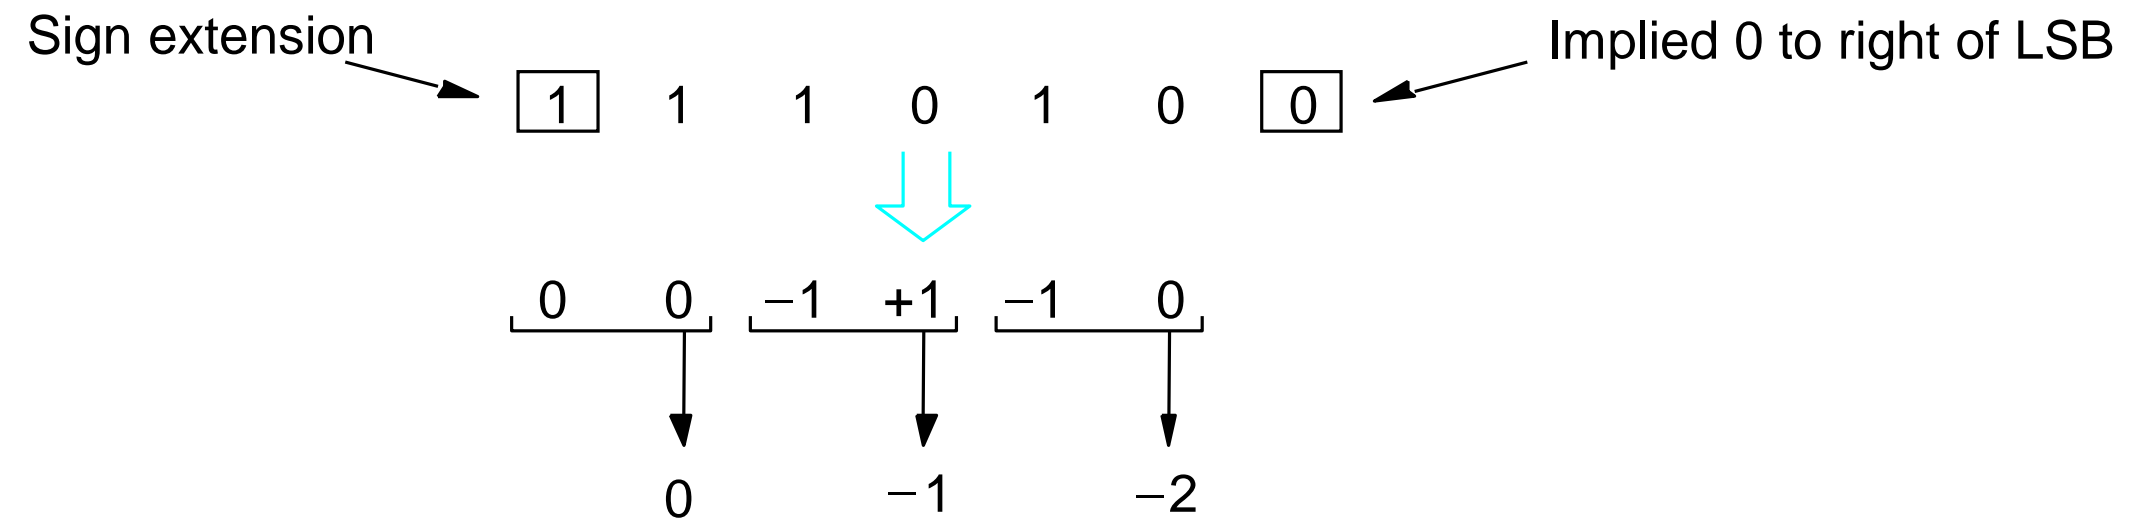 Sign extension
Implied 0 to right of LSB
1 1 1 0 1 0 0
0 0 −1 +1 −1 0
0 −1 −2